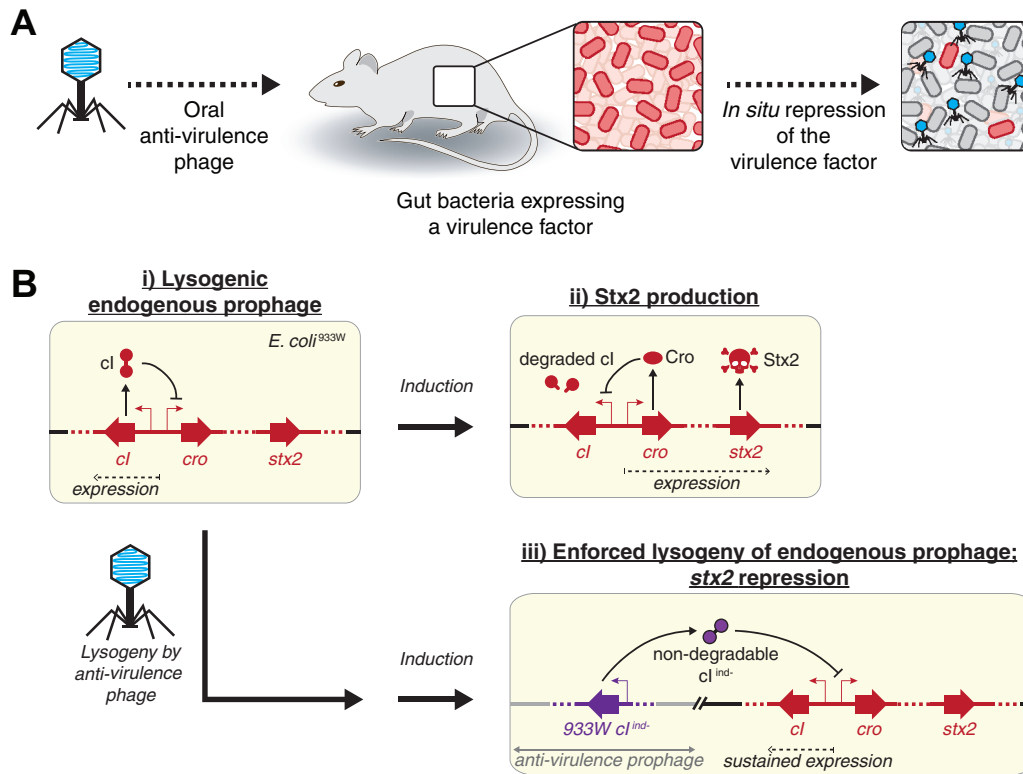 A
Oral
anti-virulence
phage
Gut bacteria expressing
a virulence factor
In situ repression
of the
virulence factor
B
i) Lysogenic
endogenous prophage
E. coli 933W
cI
cI
cro
stx2
expression
Induction
ii) Stx2 production
degraded cI
Cro
Stx2
cI
cro
stx2
expression
Lysogeny by
anti-virulence
phage
Induction
iii) Enforced lysogeny of endogenous prophage;
stx2 repression
non-degradable
cI ind-
933W cI ind-
cI
cro
stx2
anti-virulence prophage
sustained expression